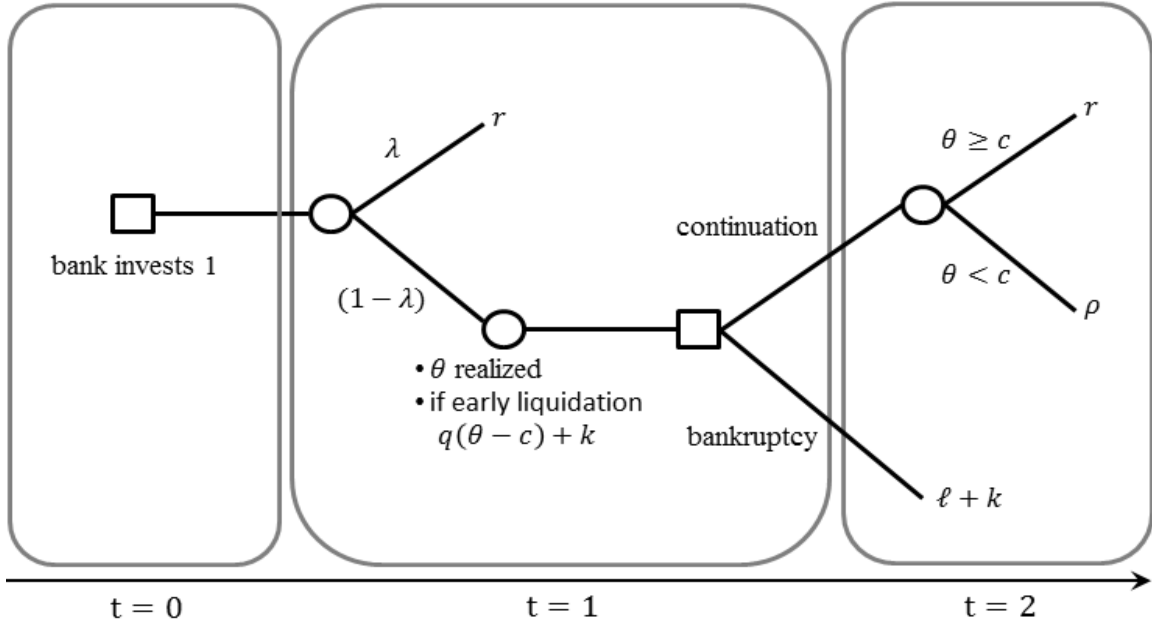 bank invests 1
λ
r
(1 − λ)
• θ realized
• if early liquidation
q(θ − c) + k
continuation
bankruptcy
θ ≥ c
r
θ < c
ρ
ℓ + k
t = 0
t = 1
t = 2